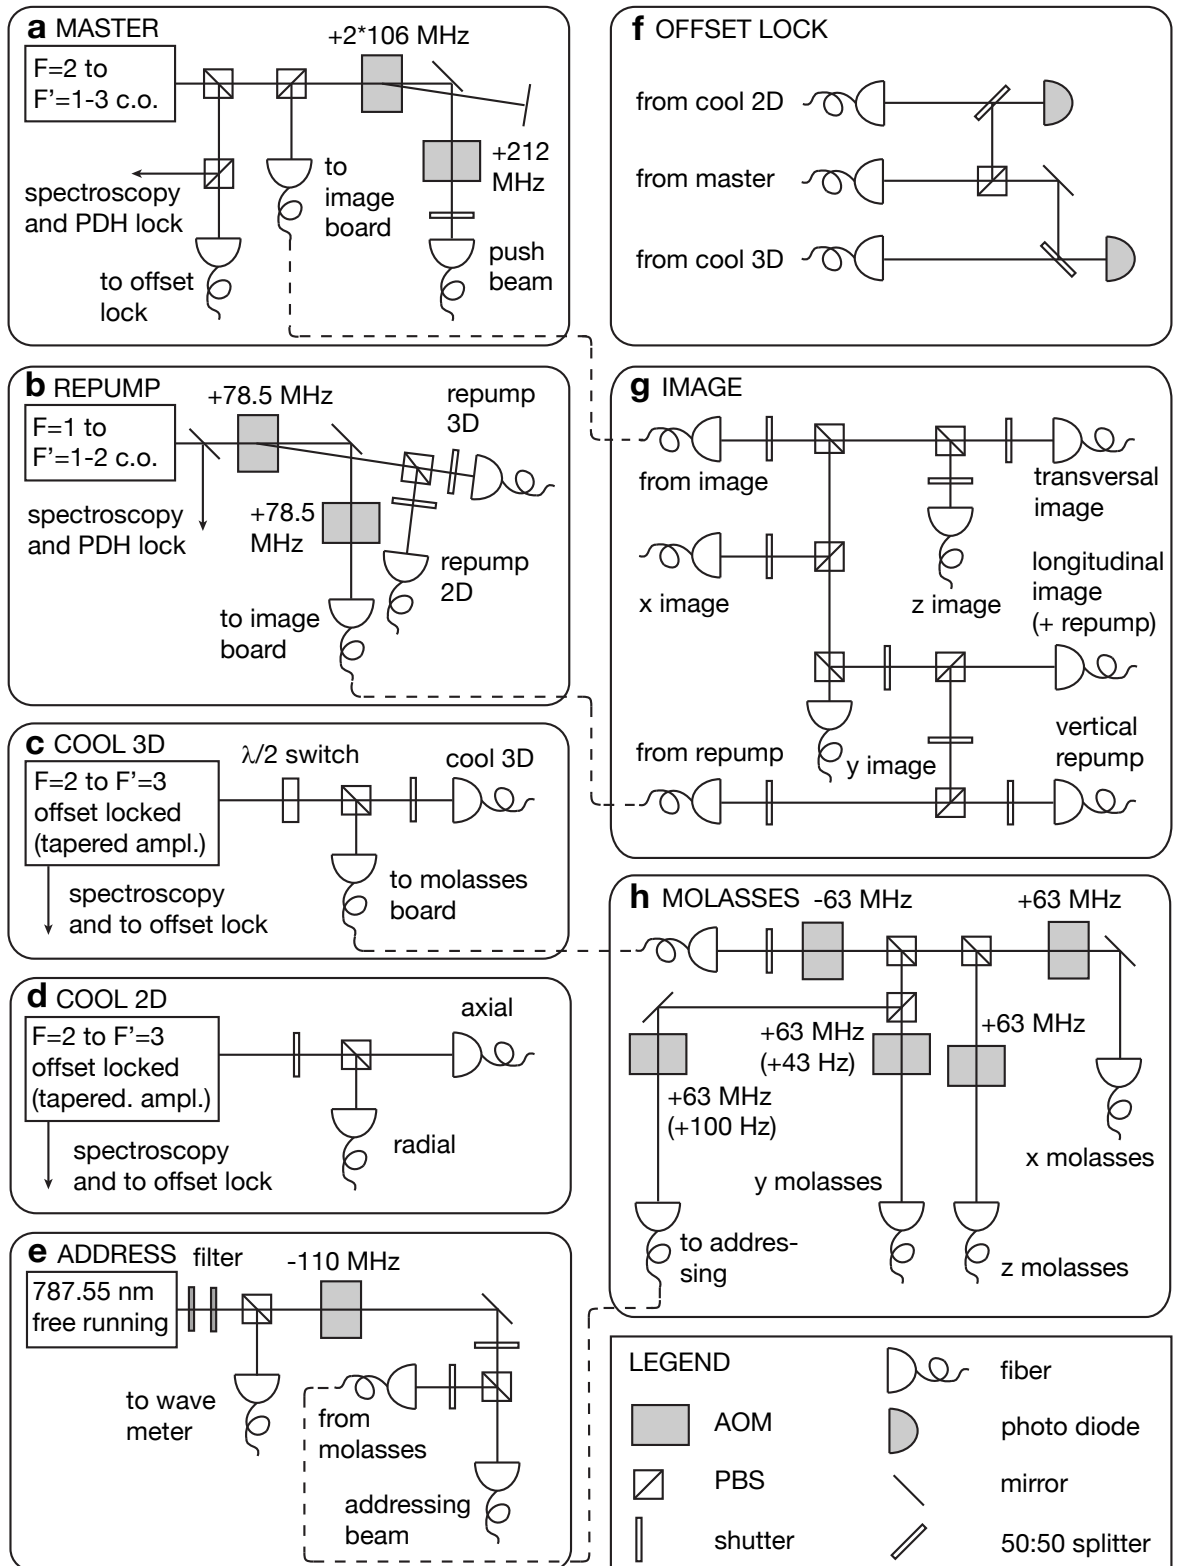 a MASTER
F=2 to
F'=1-3 c.o.
+2*106 MHz
+212
MHz
spectroscopy
and PDH lock
to
image
board
to offset
lock
push
beam
b REPUMP
F=1 to
F'=1-2 c.o.
+78.5 MHz
repump
3D
spectroscopy
and PDH lock
+78.5
MHz
repump
2D
to image
board
c COOL 3D
F=2 to F'=3
offset locked
(tapered ampl.)
λ/2 switch
cool 3D
spectroscopy
and to offset lock
to molasses
board
d COOL 2D
F=2 to F'=3
offset locked
(tapered. ampl.)
axial
spectroscopy
and to offset lock
radial
e ADDRESS
filter
-110 MHz
787.55 nm
free running
to wave
meter
from
molasses
addressing
beam
f OFFSET LOCK
from cool 2D
from master
from cool 3D
g IMAGE
from image
transversal
image
x image
z image
longitudinal
image
(+ repump)
from repump
y image
vertical
repump
h MOLASSES
-63 MHz
+63 MHz
+63 MHz
(+43 Hz)
+63 MHz
+63 MHz
(+100 Hz)
x molasses
y molasses
to addres-
sing
z molasses
LEGEND
fiber
AOM
photo diode
PBS
mirror
shutter
50:50 splitter